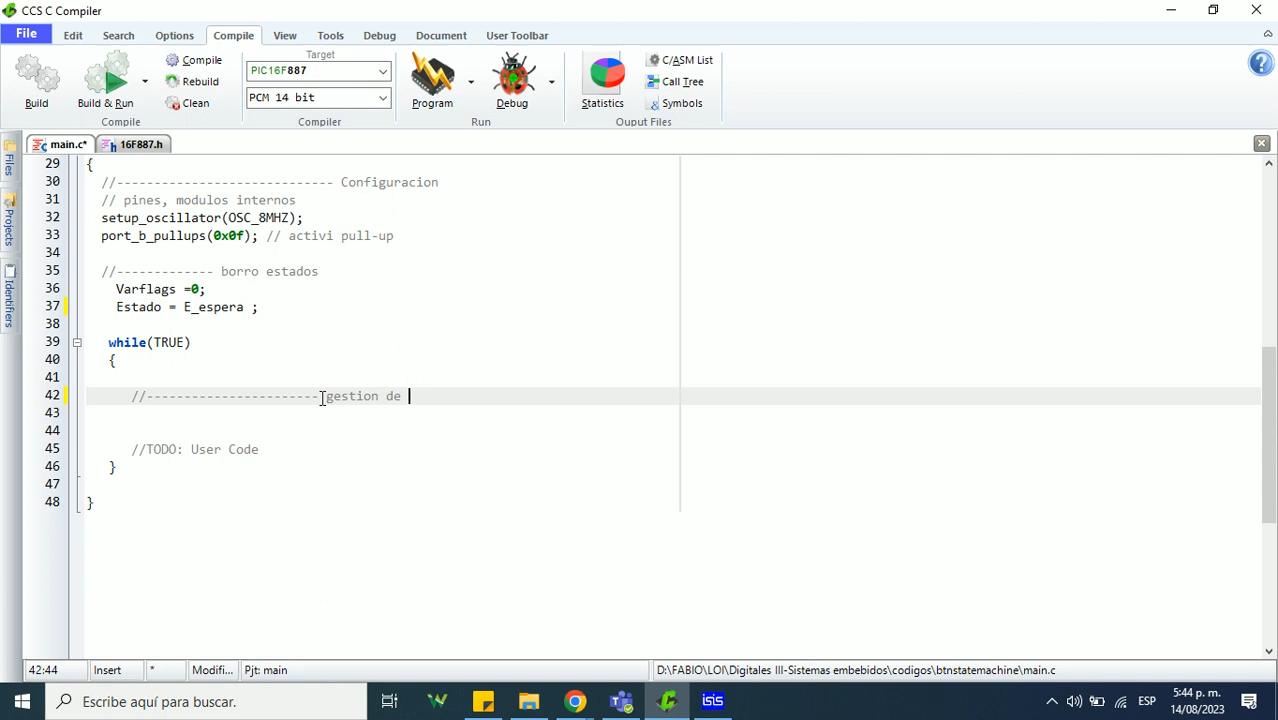 CCS C Compiler
File Edit Search Options Compile View Tools Debug Document User Toolbar
Build
Build & Run
Compile
Rebuild
Clean
Compile
Target
PIC16F887
PCM 14 bit
Compiler
Program
Debug
Run
Statistics
C/ASM List
Call Tree
Symbols
Ouput Files
main.c*
16F887.h
Files
Projects
Identifiers
29 {
30 //---------------------------- Configuracion
31 // pines, modulos internos
32 setup_oscillator(OSC_8MHZ);
33 port_b_pullups(0x0f); // activi pull-up
34
35 //------------- borro estados
36 Varflags =0;
37 Estado = E_espera ;
38
39 while(TRUE)
40 {
41
42 //-----------------------gestion de
43
44
45 //TODO: User Code
46 }
47
48 }
42:44 Insert * Modifi... Pjt: main D:\FABIO\LOI\Digitales III-Sistemas embebidos\codigos\btnstatemachine\main.c
Escribe aquí para buscar.
ESP
5:44 p. m.
14/08/2023